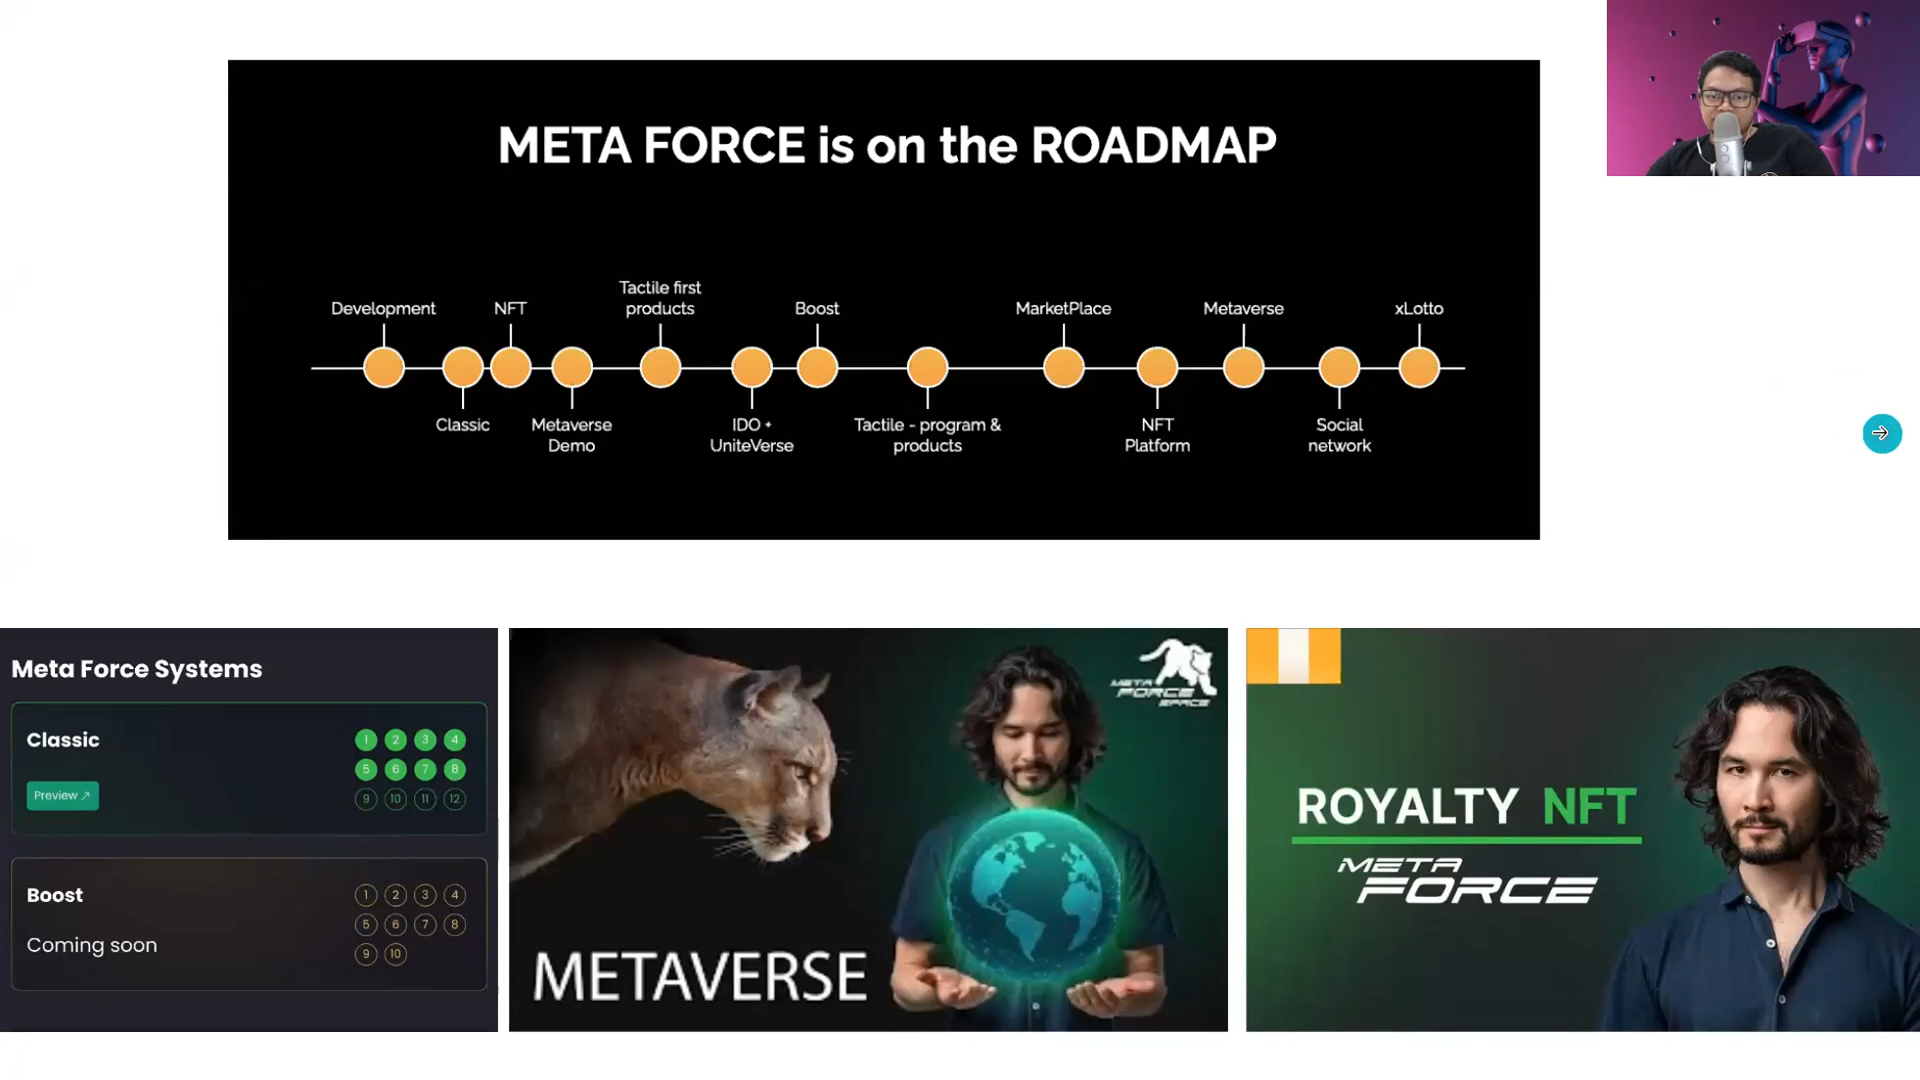 META FORCE is on the ROADMAP
Development
NFT
Tactile first
products
Boost
MarketPlace
Metaverse
xLotto
Classic
Metaverse
Demo
IDO +
UniteVerse
Tactile - program &
products
NFT
Platform
Social
network
Meta Force Systems
Classic
1 2 3 4
5 6 7 8
Preview ↗
9 10 11 12
Boost
1 2 3 4
5 6 7 8
Coming soon
9 10
META
FORCE
SPACE
METAVERSE
ROYALTY NFT
META
FORCE